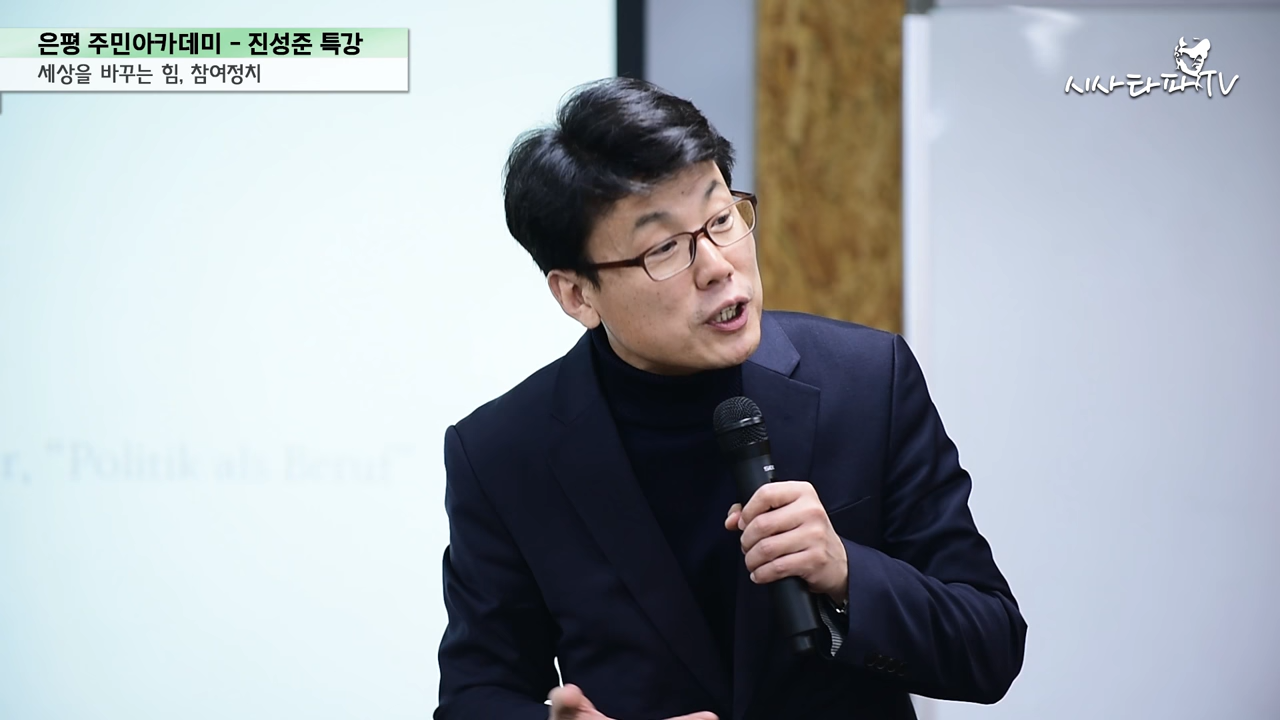 은평 주민아카데미 - 진성준 특강
세상을 바꾸는 힘, 참여정치
시사타파TV
r, "Politik als Beruf"